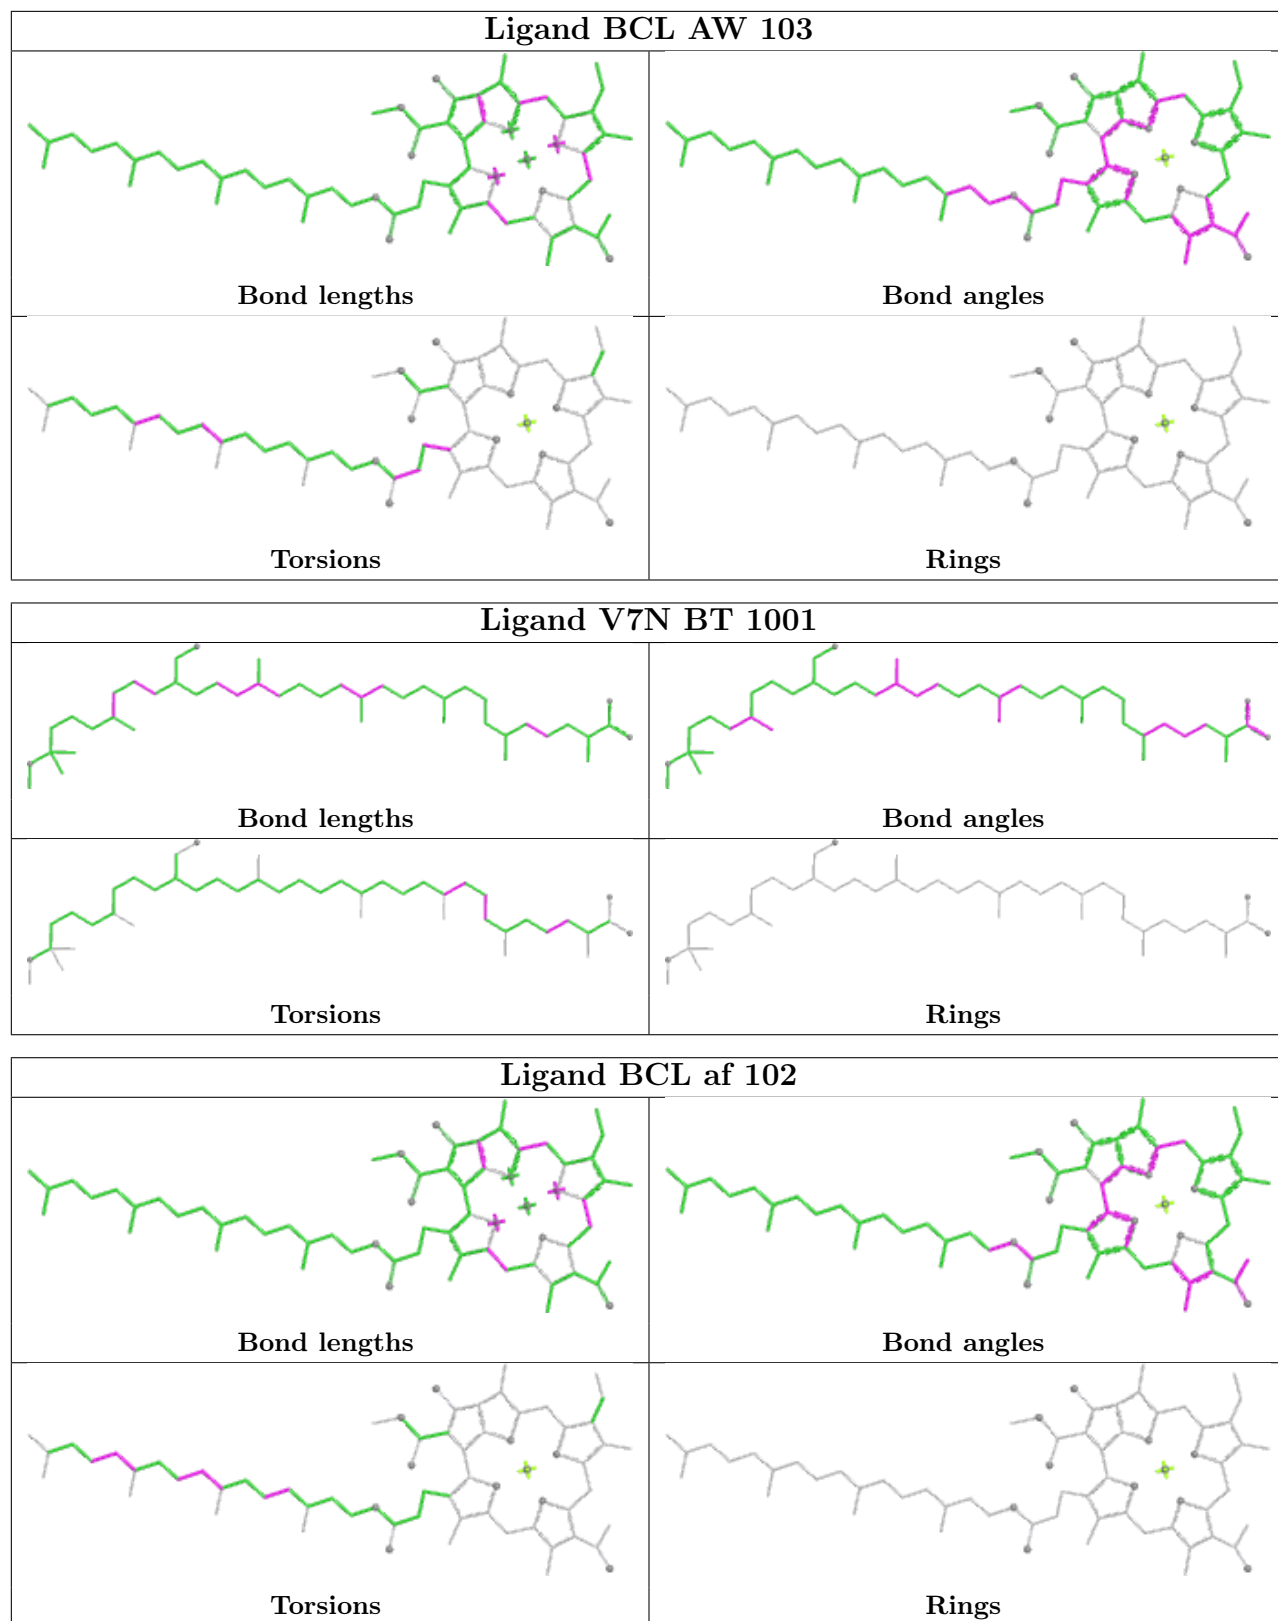 Ligand BCL AW 103
Bond lengths
Bond angles
Torsions
Rings
Ligand V7N BT 1001
Bond lengths
Bond angles
Torsions
Rings
Ligand BCL af 102
Bond lengths
Bond angles
Torsions
Rings